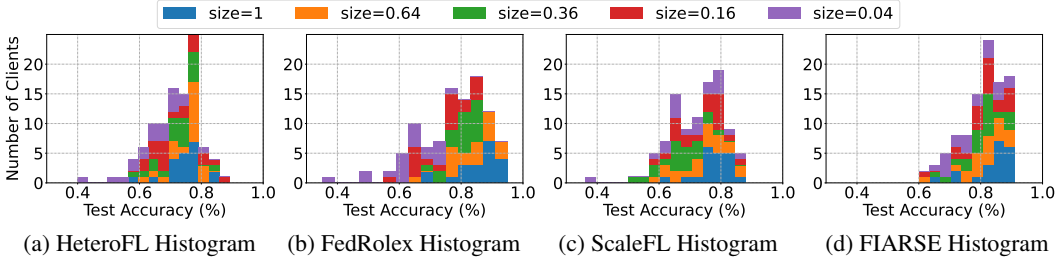 size=1 size=0.64 size=0.36 size=0.16 size=0.04
Number of Clients
20
15
10
5
0
0.4 0.6 0.8 1.0
Test Accuracy (%)
(a) HeteroFL Histogram
20
15
10
5
0
0.4 0.6 0.8 1.0
Test Accuracy (%)
(b) FedRolex Histogram
20
15
10
5
0
0.4 0.6 0.8 1.0
Test Accuracy (%)
(c) ScaleFL Histogram
20
15
10
5
0
0.4 0.6 0.8 1.0
Test Accuracy (%)
(d) FIARSE Histogram